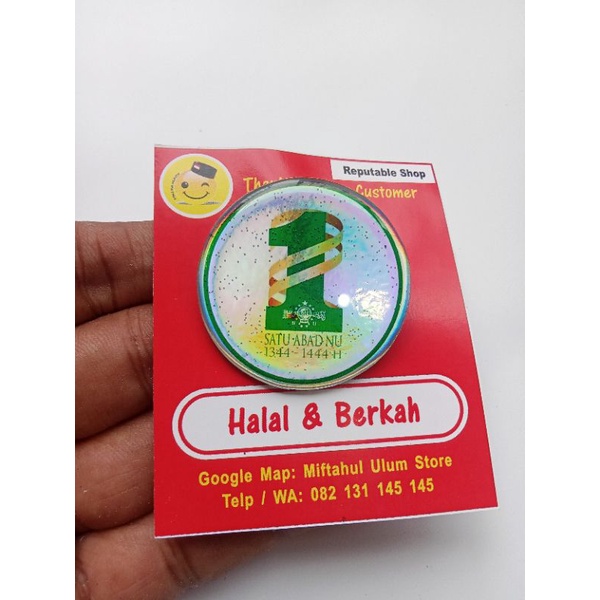 Reputable Shop
Customer
1
SATU ABAD NU
1344 - 1444 H
Halal & Berkah
Google Map: Miftahul Ulum Store
Telp / WA: 082 131 145 145